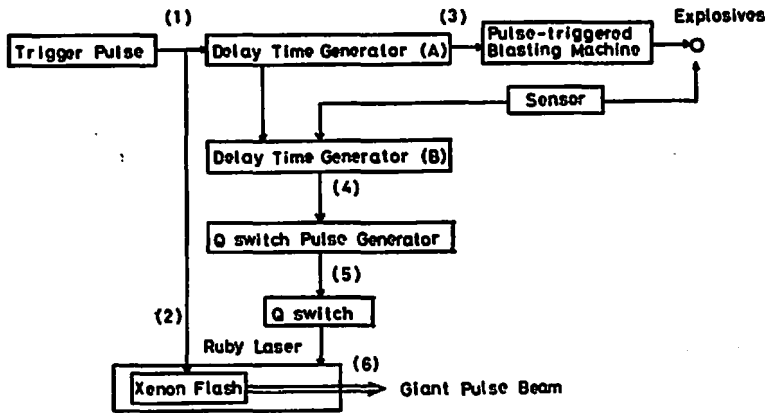 (1)
(3)
Explosives
Trigger Pulse
Delay Time Generator (A)
Pulse-triggered
Blasting Machine
Sensor
Delay Time Generator (B)
(4)
Q switch Pulse Generator
(5)
(2)
Q switch
Ruby Laser
(6)
Xenon Flash
Giant Pulse Beam